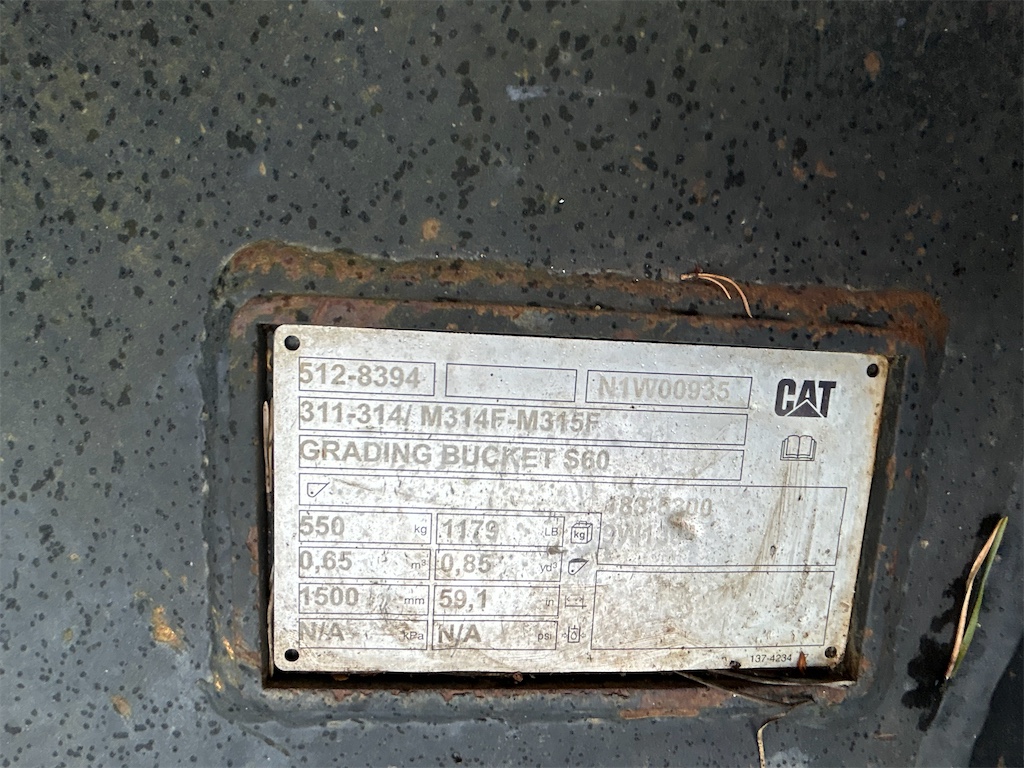 512-8394 N1W00935 CAT
311-314/ M314F-M315F
GRADING BUCKET S60
550 kg 1179 LB kg
0,65 m³ 0,85 yd³
1500 mm 59,1 in
N/A kPa N/A psi
137-4234